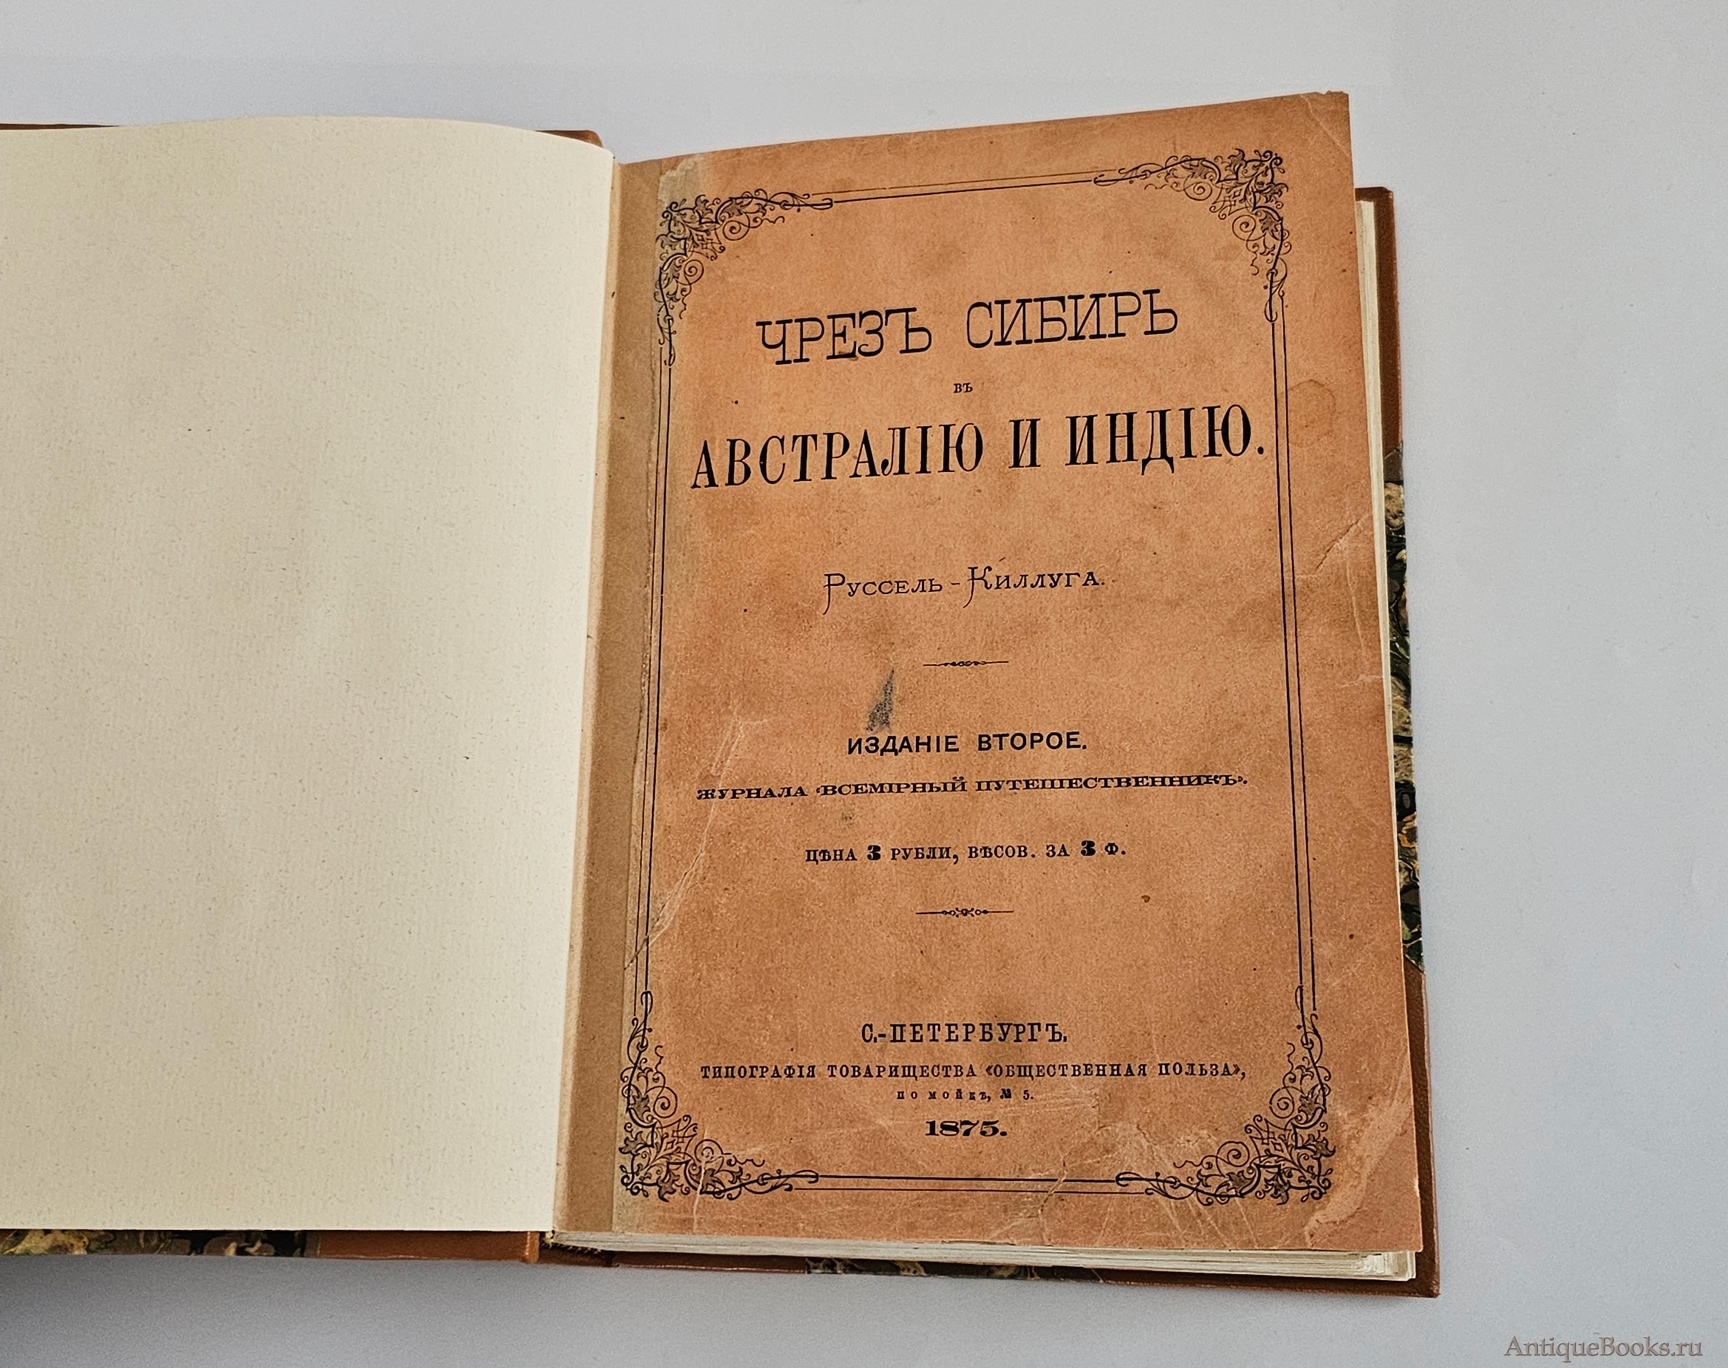 ЧРЕЗЪ СИБИРЬ
ВЪ
АВСТРАЛІЮ И ИНДІЮ.
РУССЕЛЬ-КИЛЛУГА.
ИЗДАНІЕ ВТОРОЕ.
ЖУРНАЛА «ВСЕМІРНЫЙ ПУТЕШЕСТВЕННИКЪ».
ЦѢНА 3 РУБЛИ, ВѢСОВ. ЗА 3 Ф.
С.-ПЕТЕРБУРГЪ.
ТИПОГРАФІЯ ТОВАРИЩЕСТВА «ОБЩЕСТВЕННАЯ ПОЛЬЗА»,
ПО МОЙКѢ, № 5.
1875.
AntiqueBooks.ru